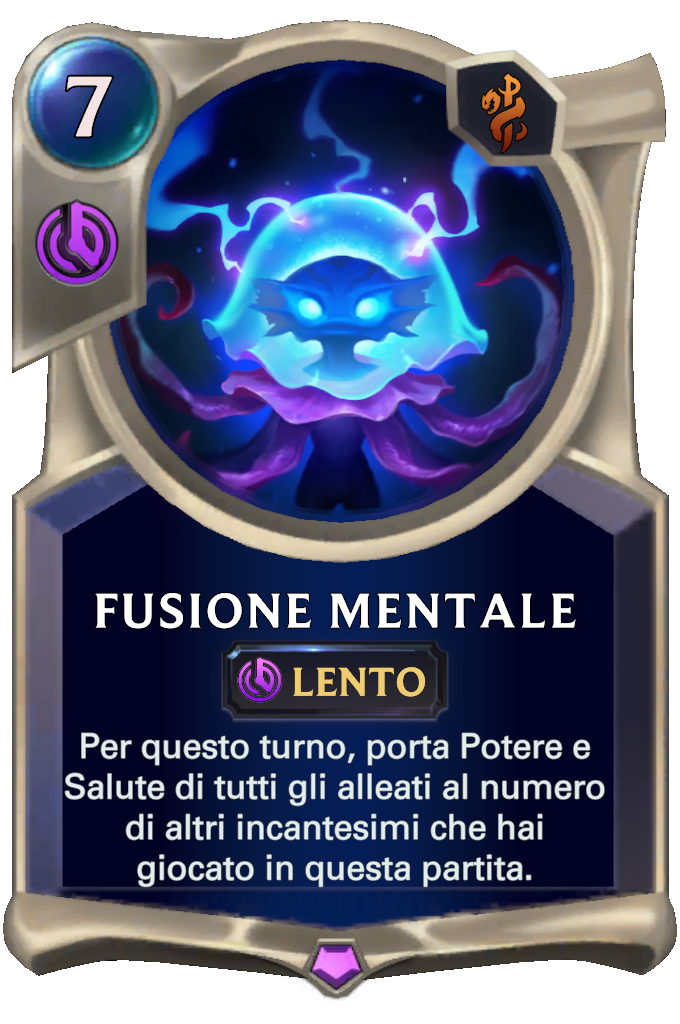 7
FUSIONE MENTALE
LENTO
Per questo turno, porta Potere e
Salute di tutti gli alleati al numero
di altri incantesimi che hai
giocato in questa partita.